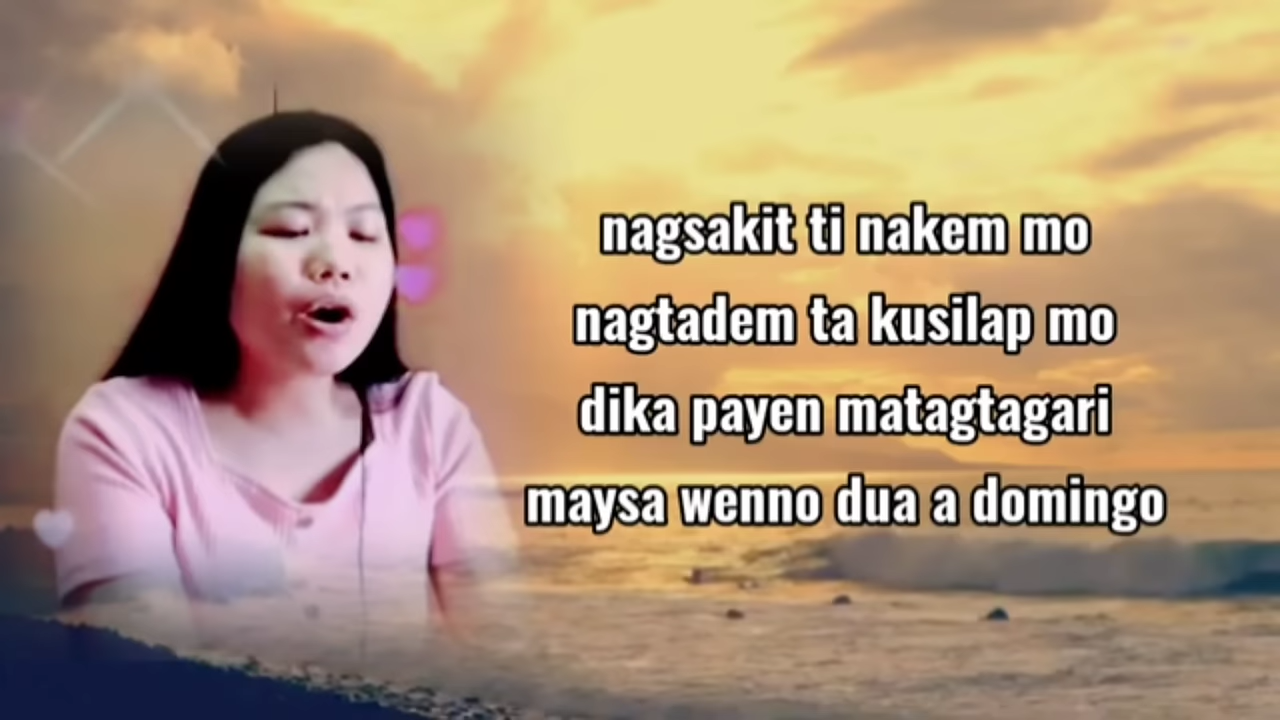 nagsakit ti nakem mo
nagtadem ta kusilap mo
dika payen matagtagari
maysa wenno dua a domingo